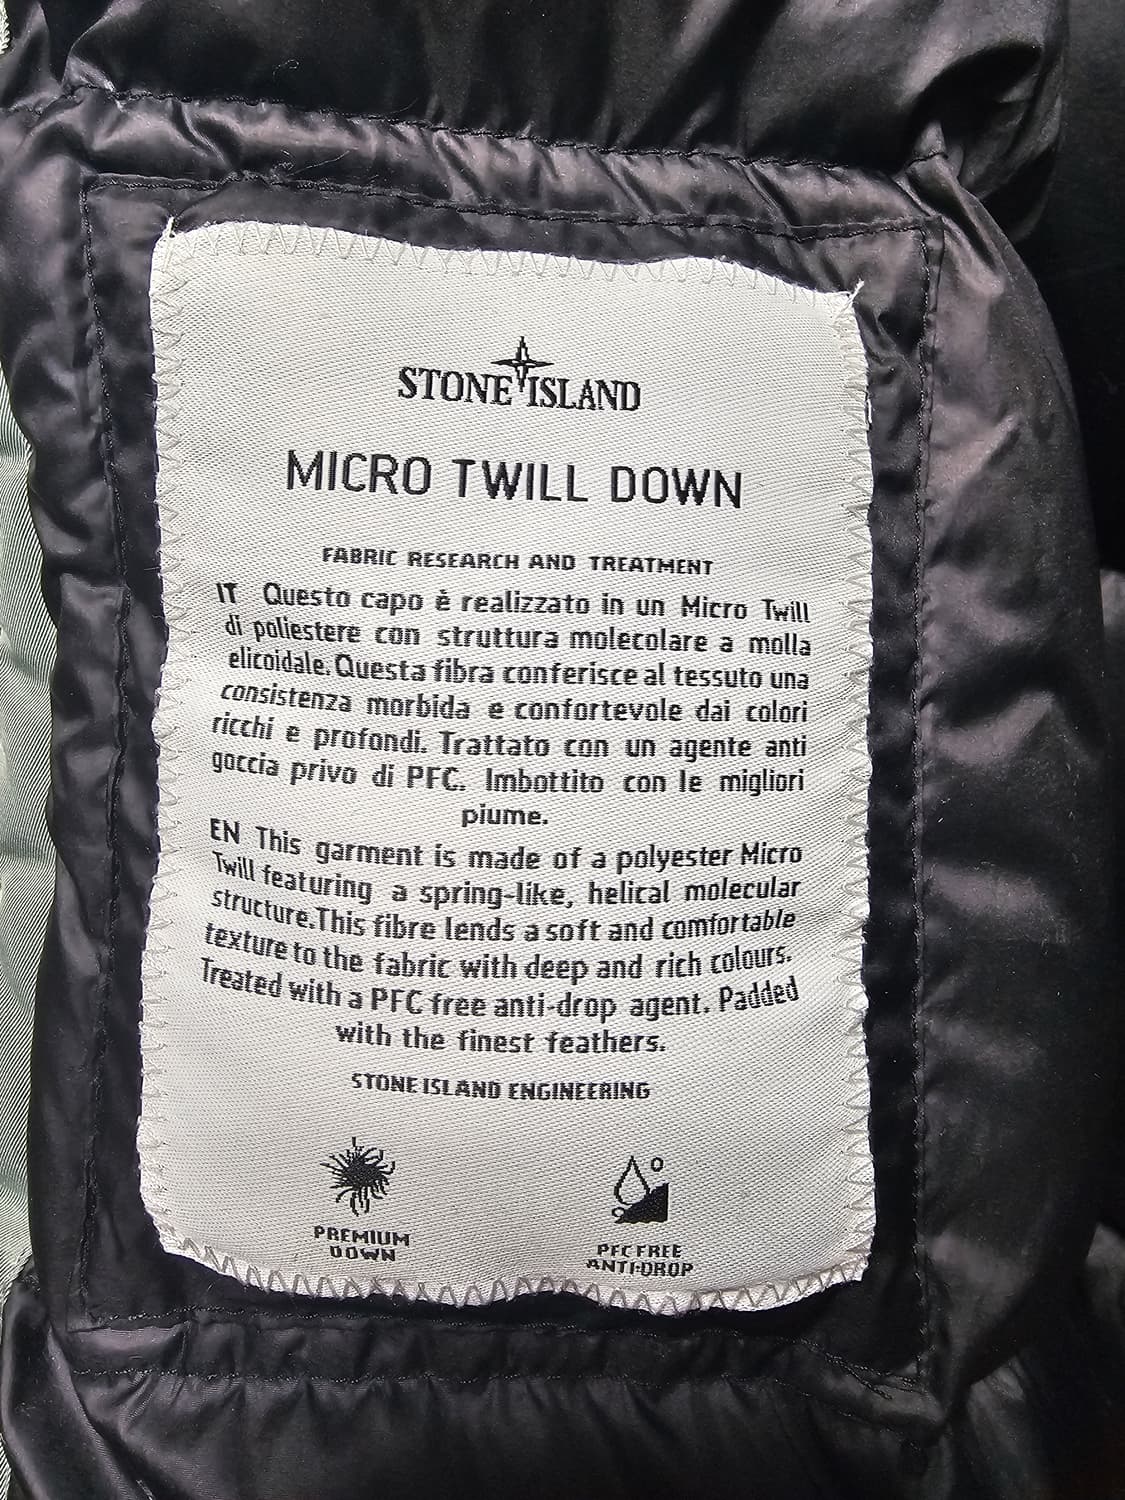 STONE ISLAND
MICRO TWILL DOWN
FABRIC RESEARCH AND TREATMENT
IT Questo capo è realizzato in un Micro Twill
di poliestere con struttura molecolare a molla
elicoidale. Questa fibra conferisce al tessuto una
consistenza morbida e confortevole dai colori
ricchi e profondi. Trattato con un agente anti
goccia privo di PFC. Imbottito con le migliori
piume.
EN This garment is made of a polyester Micro
Twill featuring a spring-like, helical molecular
structure.This fibre lends a soft and comfortable
texture to the fabric with deep and rich colours.
Treated with a PFC free anti-drop agent. Padded
with the finest feathers.
STONE ISLAND ENGINEERING
PREMIUM
DOWN
PFC FREE
ANTI-DROP